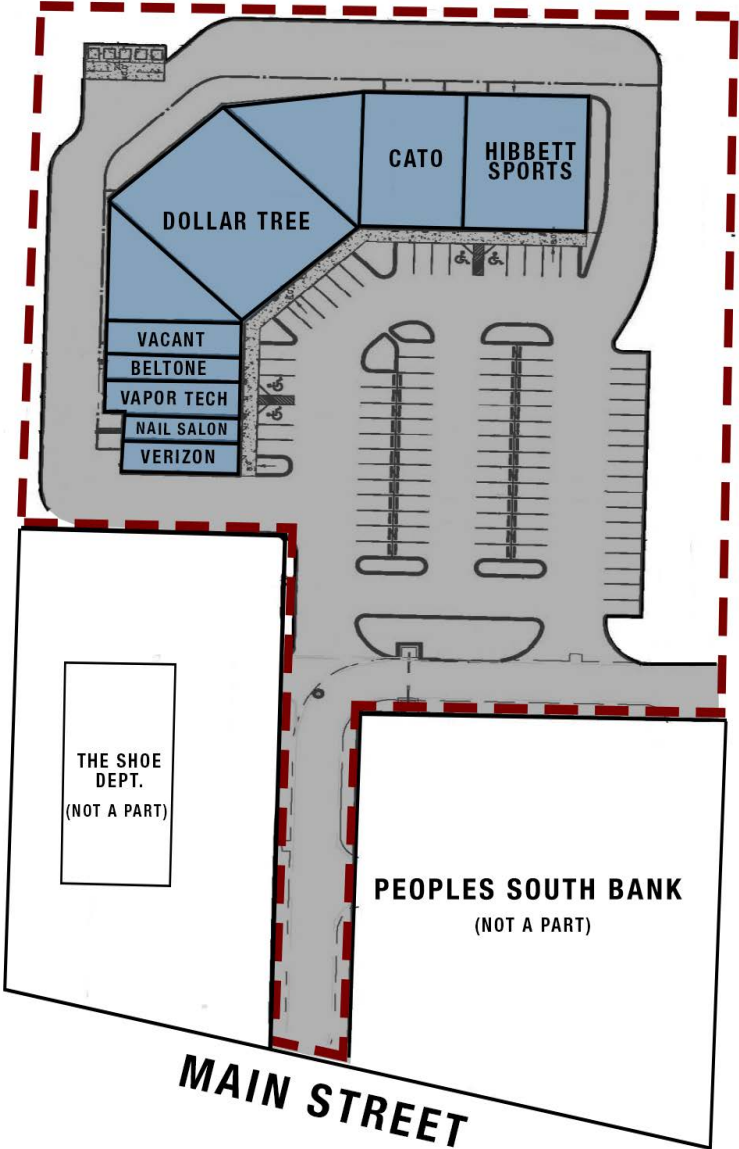 CATO
HIBBETT
SPORTS
DOLLAR TREE
VACANT
BELTONE
VAPOR TECH
NAIL SALON
VERIZON
THE SHOE
DEPT.
(NOT A PART)
PEOPLES SOUTH BANK
(NOT A PART)
MAIN STREET